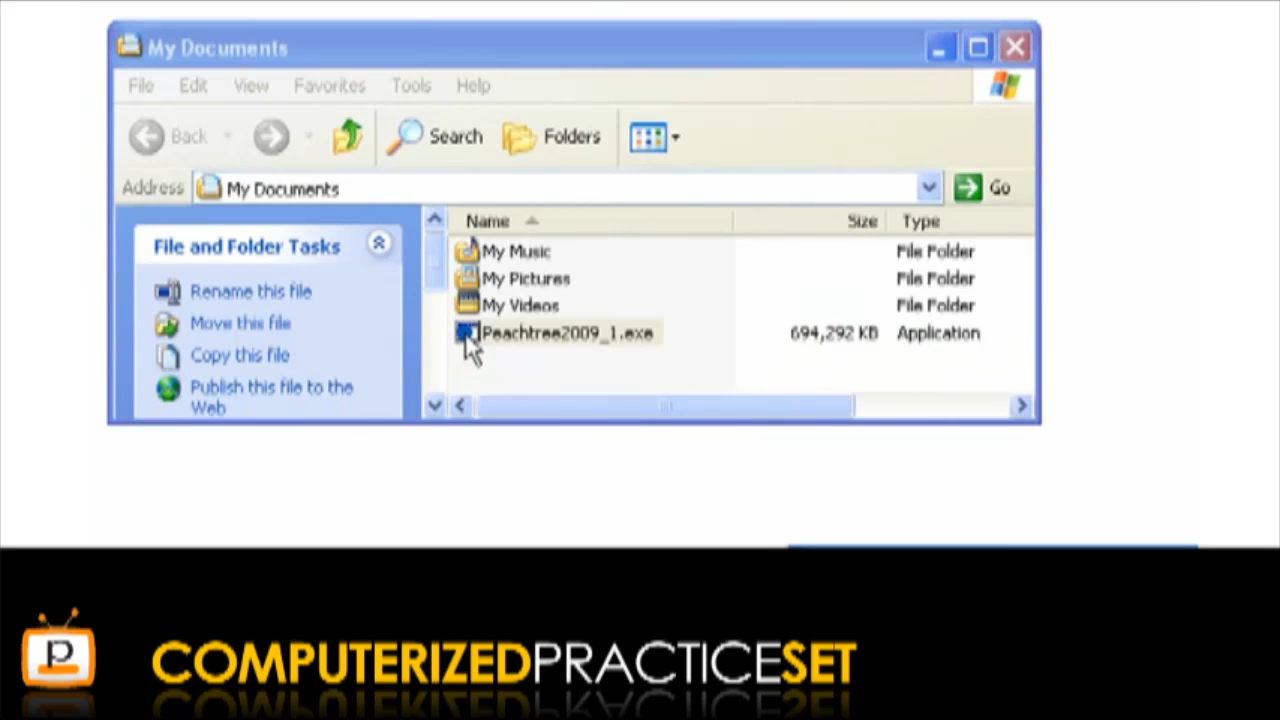 My Documents
File Edit View Favorites Tools Help
Back Search Folders
Address My Documents Go
Name Size Type
File and Folder Tasks
Rename this file
Move this file
Copy this file
Publish this file to the
Web
My Music File Folder
My Pictures File Folder
My Videos File Folder
Peachtree2009_1.exe 694,292 KB Application
p
COMPUTERIZEDPRACTICESET